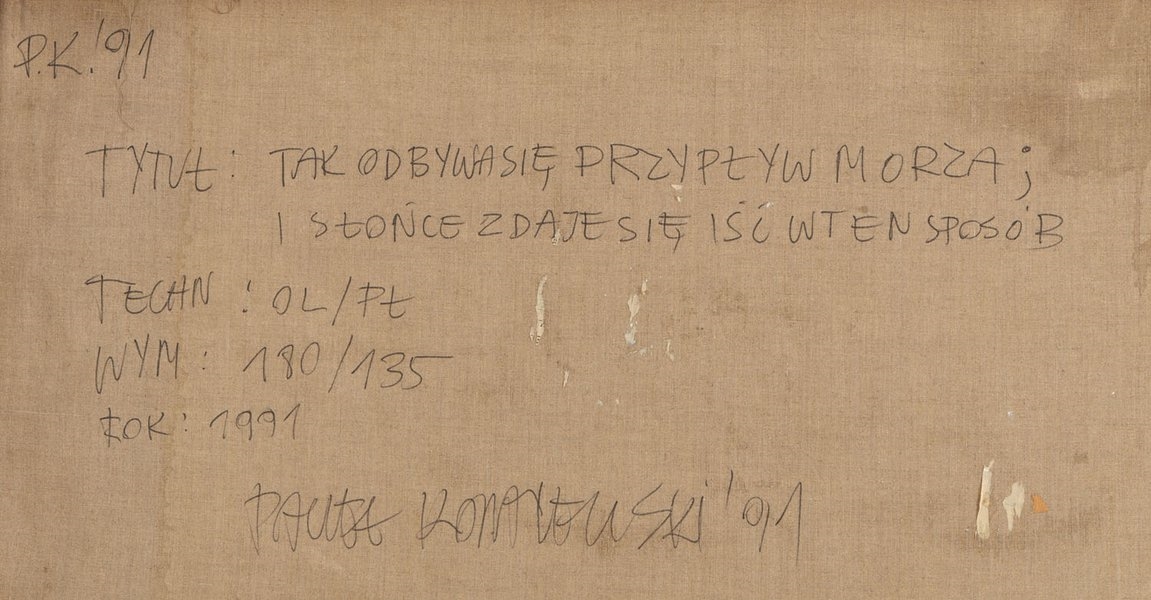 P.K.'91
TYTUŁ: TAK ODBYWA SIĘ PRZYPŁYW MORZA;
I SŁOŃCE ZDAJE SIĘ IŚĆ W TEN SPOSÓB
TECHN: OL/PŁ
WYM: 180/135
ROK: 1991
PAWEŁ '91